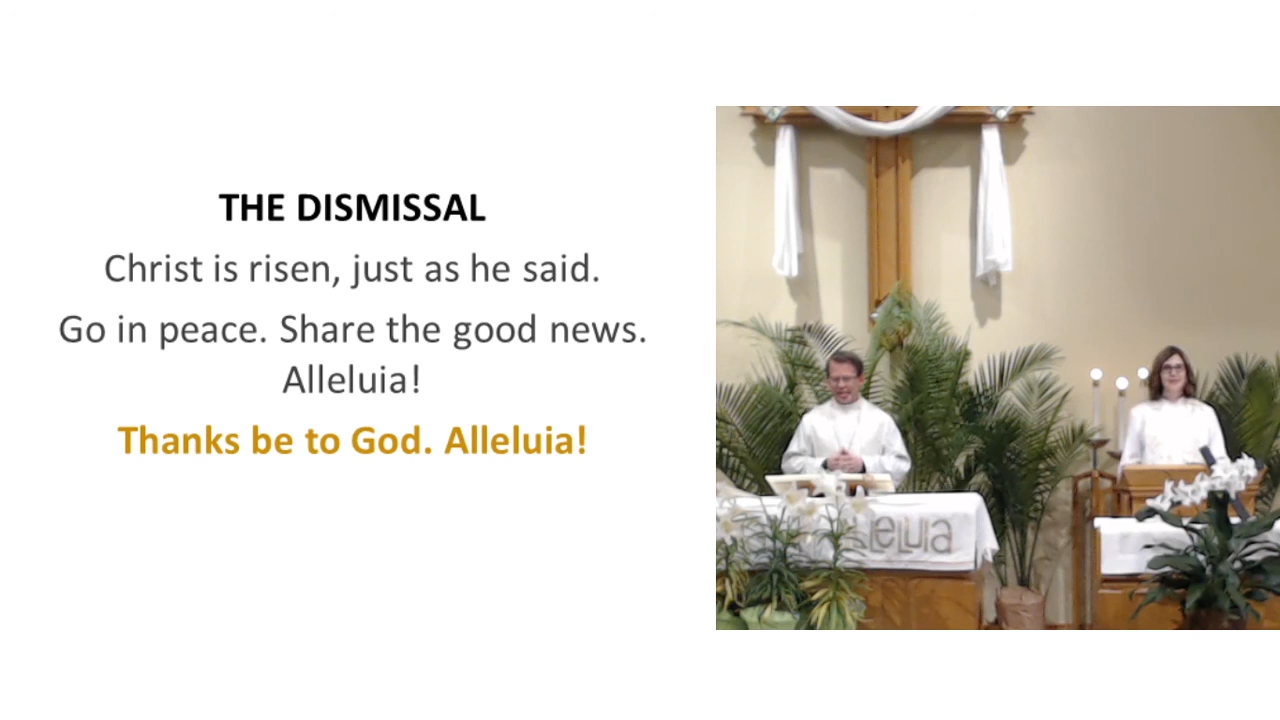 THE DISMISSAL
Christ is risen, just as he said.
Go in peace. Share the good news.
Alleluia!
Thanks be to God. Alleluia!